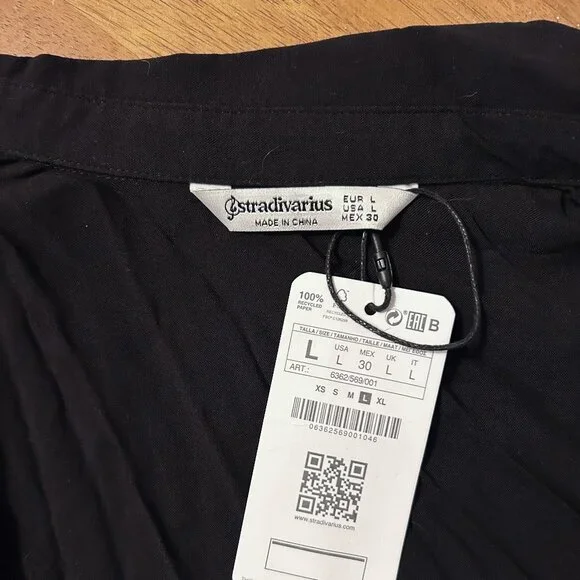 stradivarius
MADE IN CHINA
EUR L
USA L
MEX 30
100%
RECYCLED
PAPER
EAC B
TALLA / SIZE / TAMANHO / TAILLE / MAAT /
L
USA MEX UK IT
L 30 L L
ART.: 6362/569/001
XS S M L XL
06362569001046
www.stradivarius.com